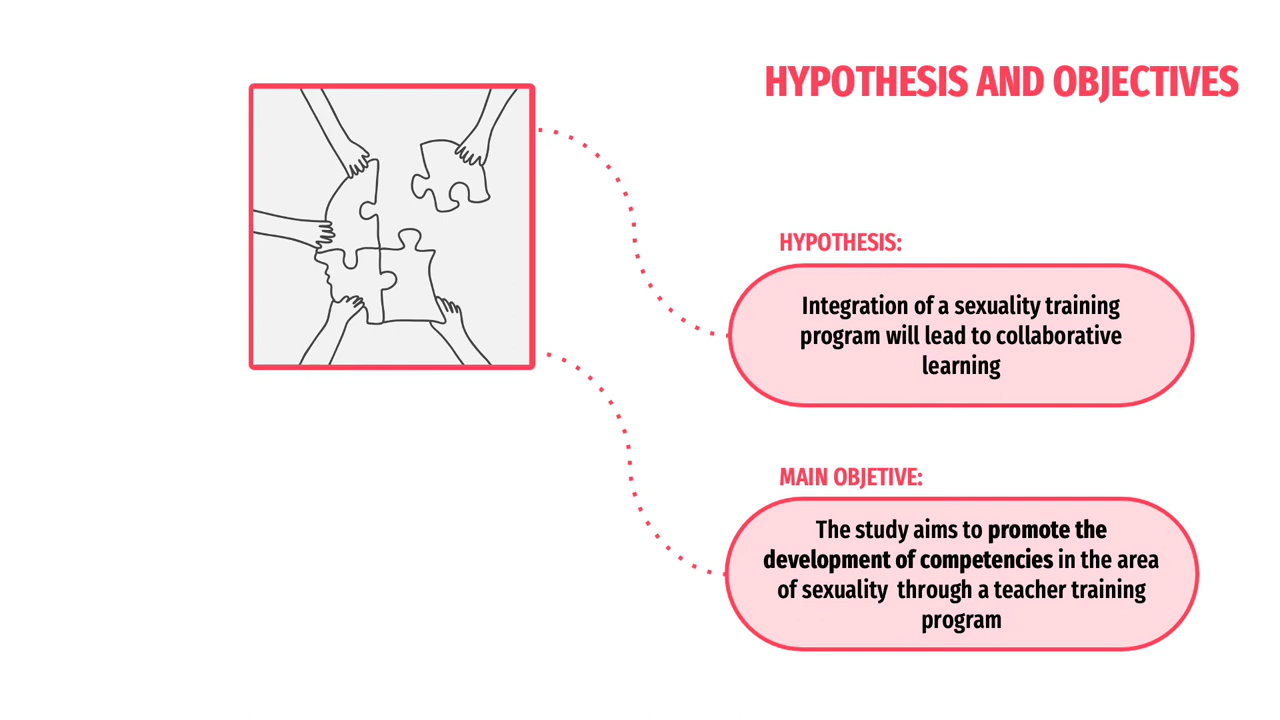 HYPOTHESIS AND OBJECTIVES
HYPOTHESIS:
Integration of a sexuality training
program will lead to collaborative
learning
MAIN OBJETIVE:
The study aims to promote the
development of competencies in the area
of sexuality through a teacher training
program